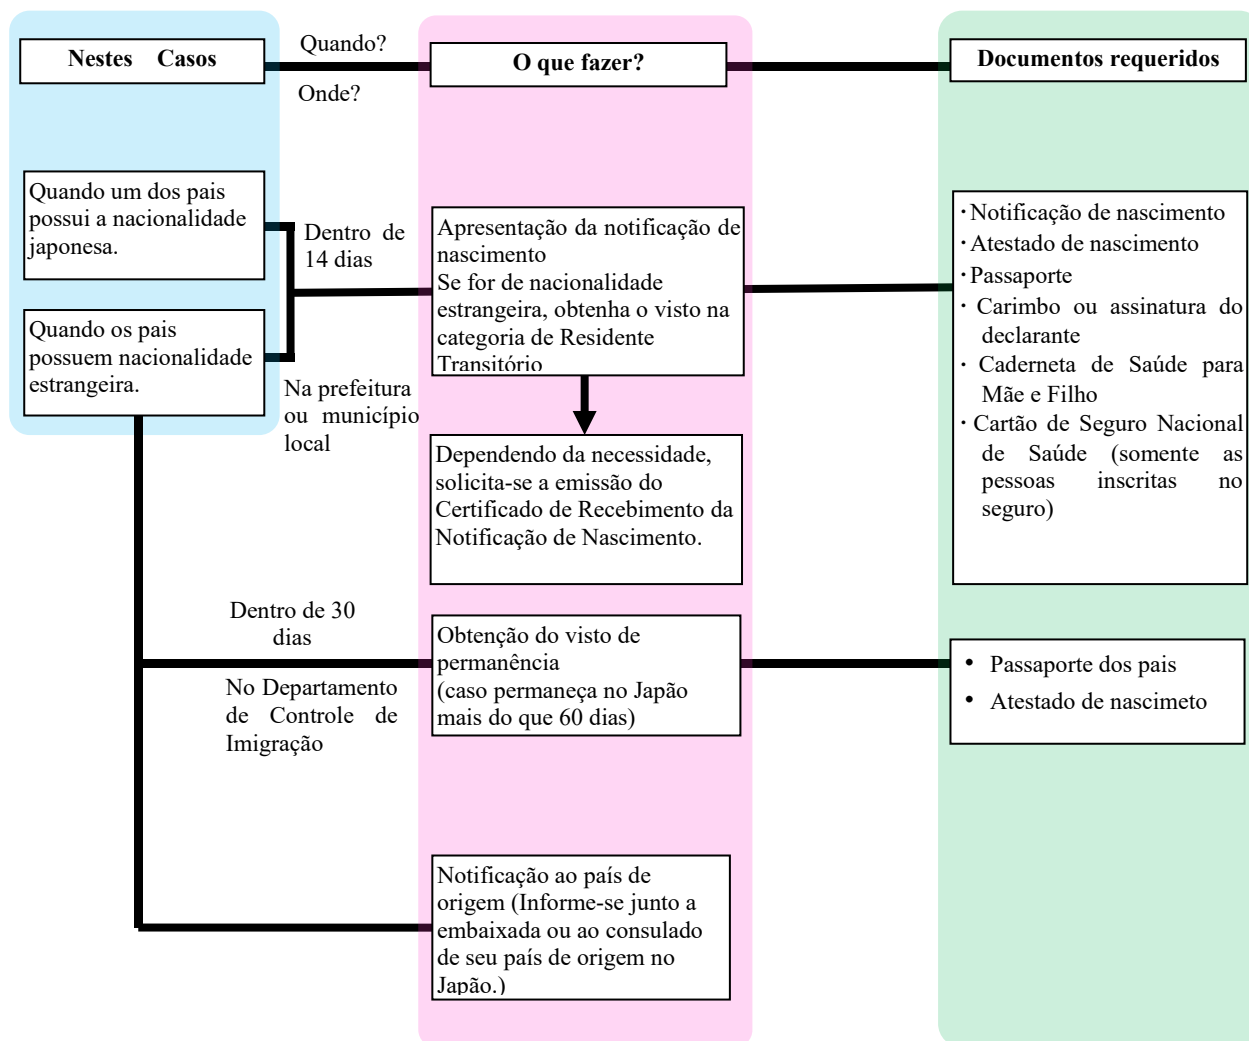 Nestes Casos
Quando?
Onde?
O que fazer?
Documentos requeridos
Quando um dos pais
possui a nacionalidade
japonesa.
Quando os pais
possuem nacionalidade
estrangeira.
Dentro de
14 dias
Na prefeitura
ou município
local
Apresentação da notificação de
nascimento
Se for de nacionalidade
estrangeira, obtenha o visto na
categoria de Residente
Transitório
Dependendo da necessidade,
solicita-se a emissão do
Certificado de Recebimento da
Notificação de Nascimento.
・Notificação de nascimento
・Atestado de nascimento
・Passaporte
・ Carimbo ou assinatura do
declarante
・ Caderneta de Saúde para
Mãe e Filho
・Cartão de Seguro Nacional
de Saúde (somente as
pessoas inscritas no
seguro)
Dentro de 30
dias
No Departamento
de Controle de
Imigração
Obtenção do visto de
permanência
(caso permaneça no Japão
mais do que 60 dias)
• Passaporte dos pais
• Atestado de nascimeto
Notificação ao país de
origem (Informe-se junto a
embaixada ou ao consulado
de seu país de origem no
Japão.)